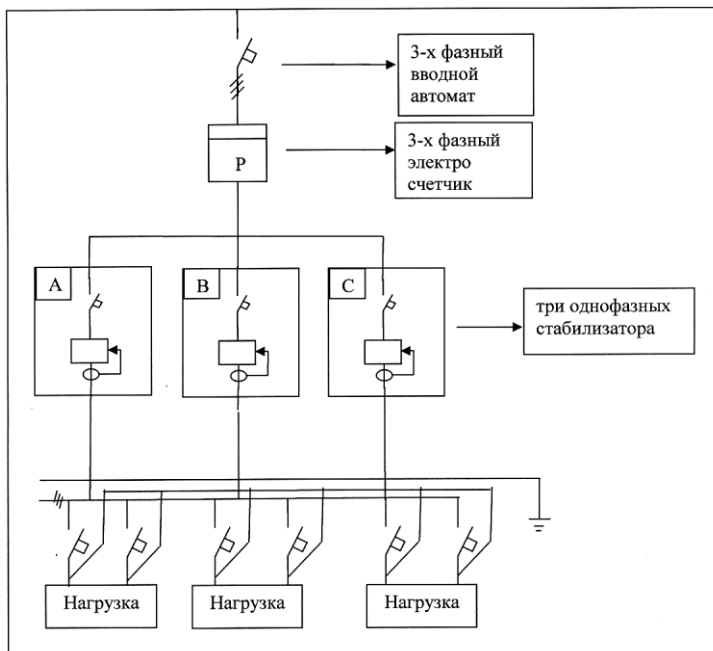 3-х фазный
вводной
автомат
P
3-х фазный
электро
счетчик
A
B
C
три однофазных
стабилизатора
Нагрузка
Нагрузка
Нагрузка